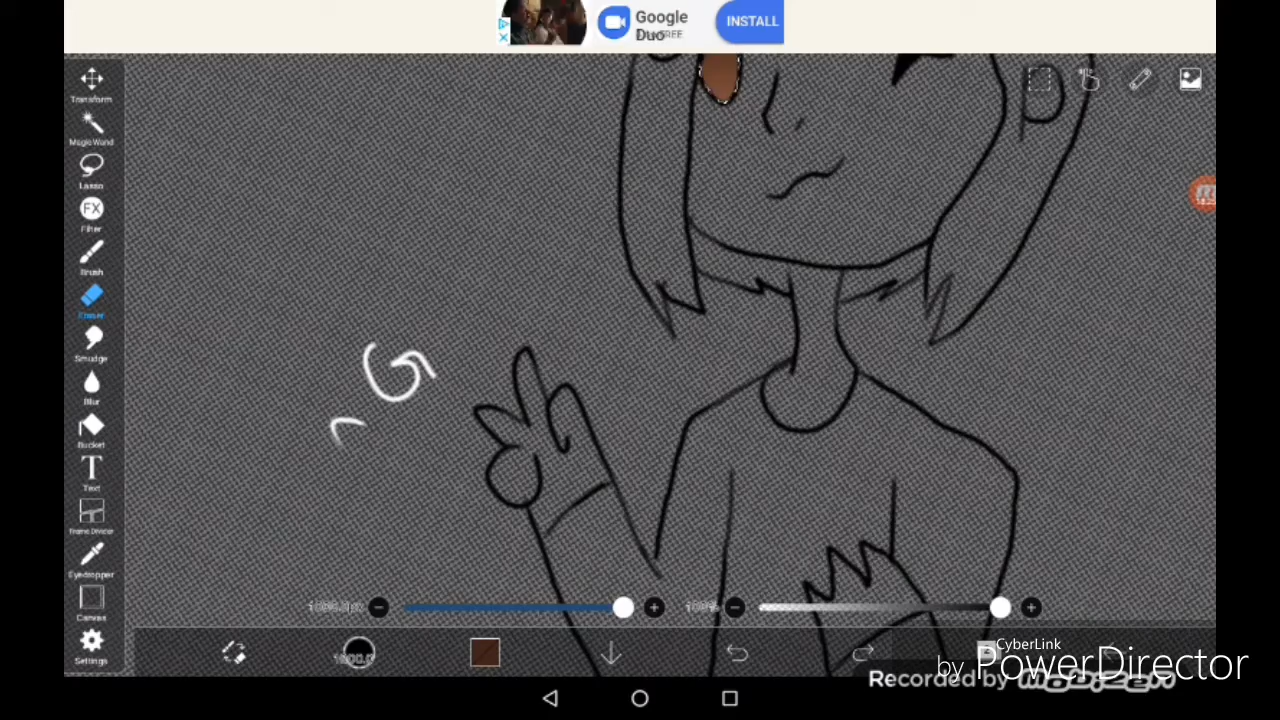 Google
Duo
FREE
INSTALL
Transform
Magic Wand
Lasso
FX
Filter
Brush
Eraser
Smudge
Blur
Bucket
T
Text
Frame Divider
Eyedropper
Canvas
Settings
CyberLink
by PowerDirector
Recorded by MOBIZEN